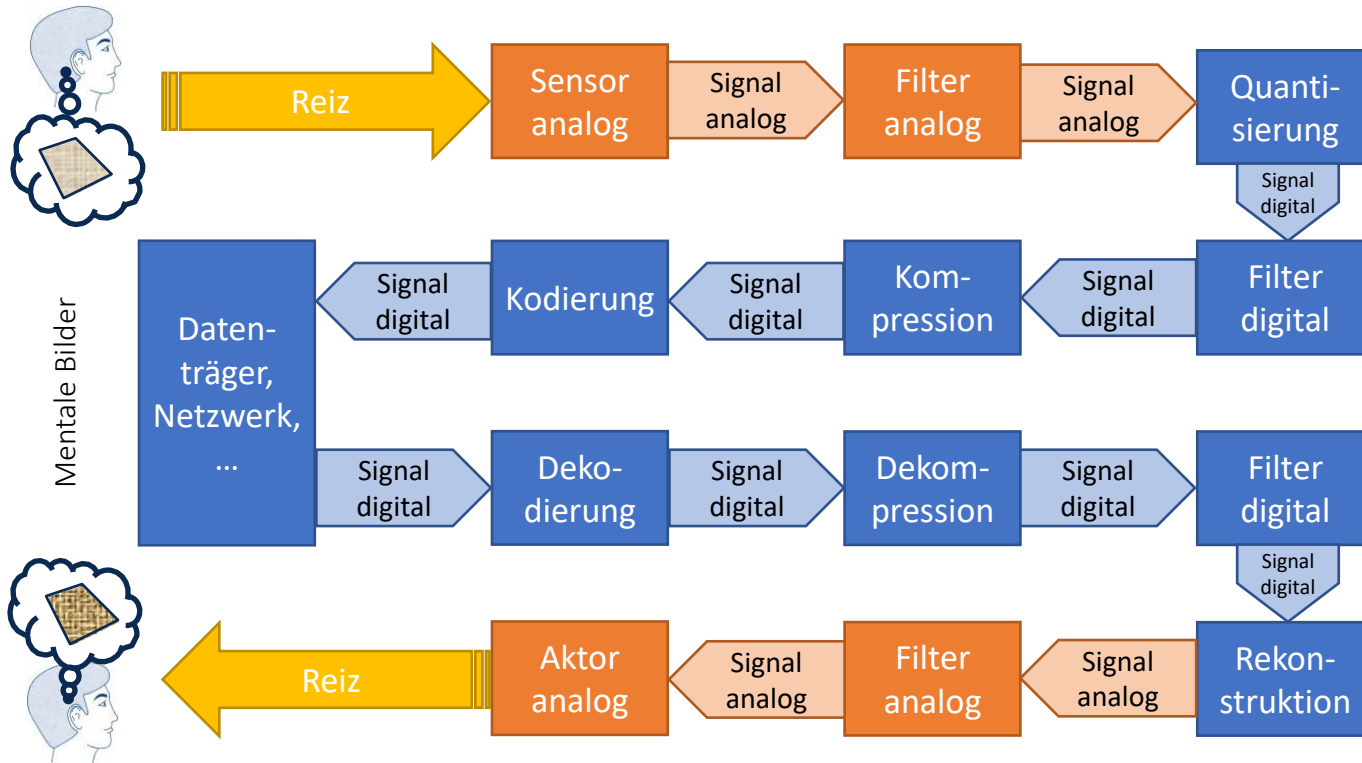 Reiz
Sensor
analog
Signal
analog
Filter
analog
Signal
analog
Quanti-
sierung
Signal
digital
Filter
digital
Signal
digital
Kom-
pression
Signal
digital
Kodierung
Signal
digital
Daten-
träger,
Netzwerk,
...
Mentale Bilder
Signal
digital
Deko-
dierung
Signal
digital
Dekom-
pression
Signal
digital
Filter
digital
Signal
digital
Rekon-
struktion
Signal
analog
Filter
analog
Signal
analog
Aktor
analog
Reiz